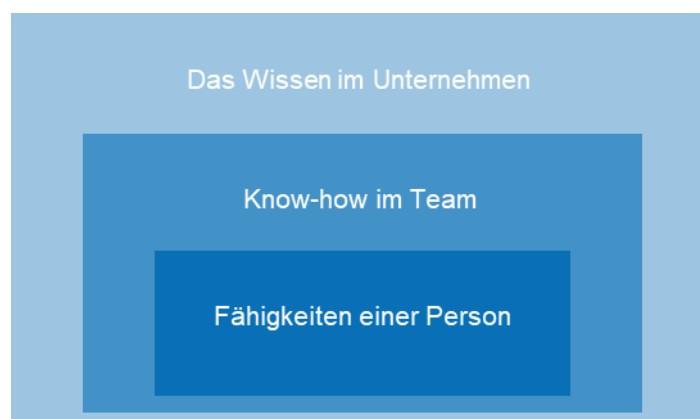 Das Wissen im Unternehmen
Know-how im Team
Fähigkeiten einer Person